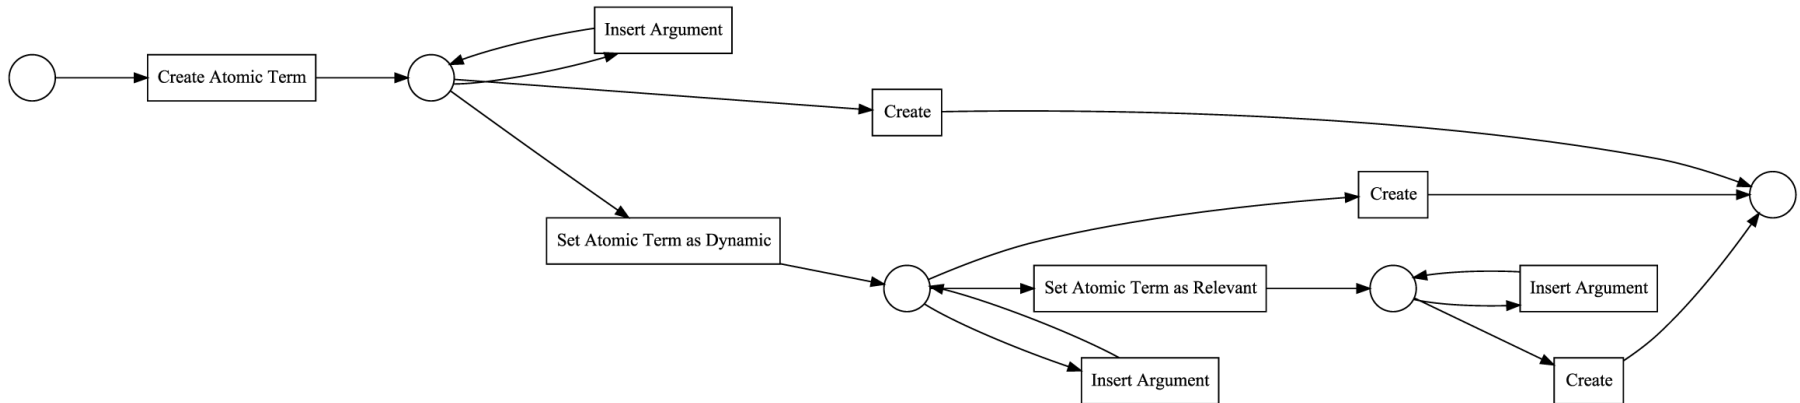 Insert Argument
Create Atomic Term
Create
Create
Set Atomic Term as Dynamic
Set Atomic Term as Relevant
Insert Argument
Insert Argument
Create